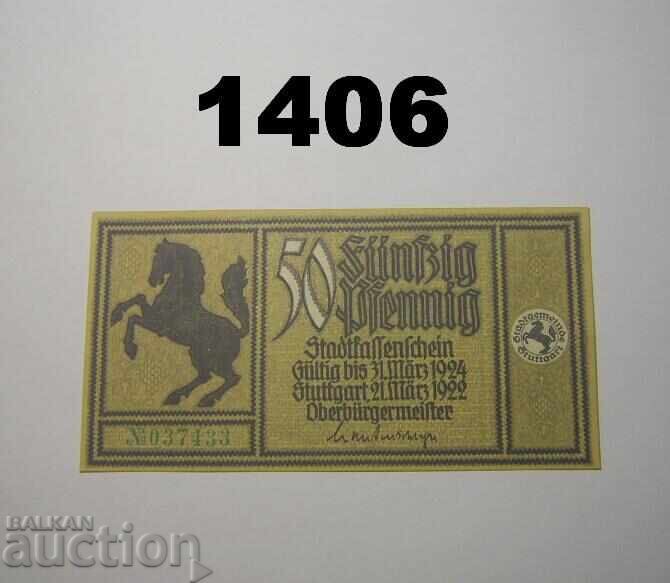 1406
50 Fünfzig
Pfennig
Stadtkassenschein
Gültig bis 31. März 1924
Stuttgart 21. März 1922
Oberbürgermeister
№037433
Stadtgemeinde
Stuttgart
BALKAN
auction